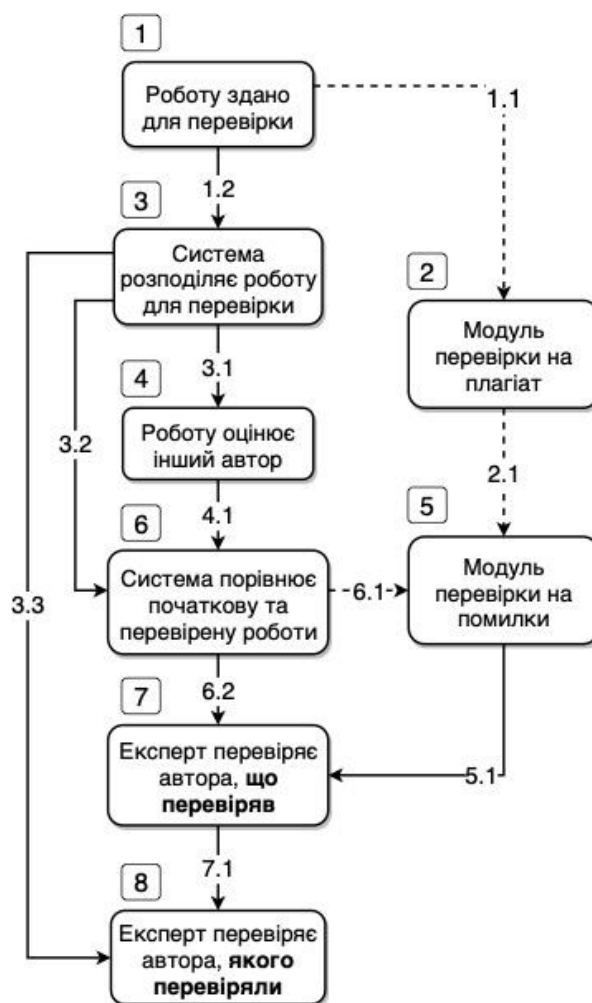 1
Роботу здано
для перевірки
1.1
1.2
3
Система
розподіляє роботу
для перевірки
2
Модуль
перевірки на
плагіат
3.1
4
3.2
Роботу оцінює
інший автор
2.1
4.1
5
6
Система порівнює
початкову та
перевірену роботи
6.1
Модуль
перевірки на
помилки
3.3
6.2
7
Експерт перевіряє
автора, що
перевіряв
5.1
7.1
8
Експерт перевіряє
автора, якого
перевіряли